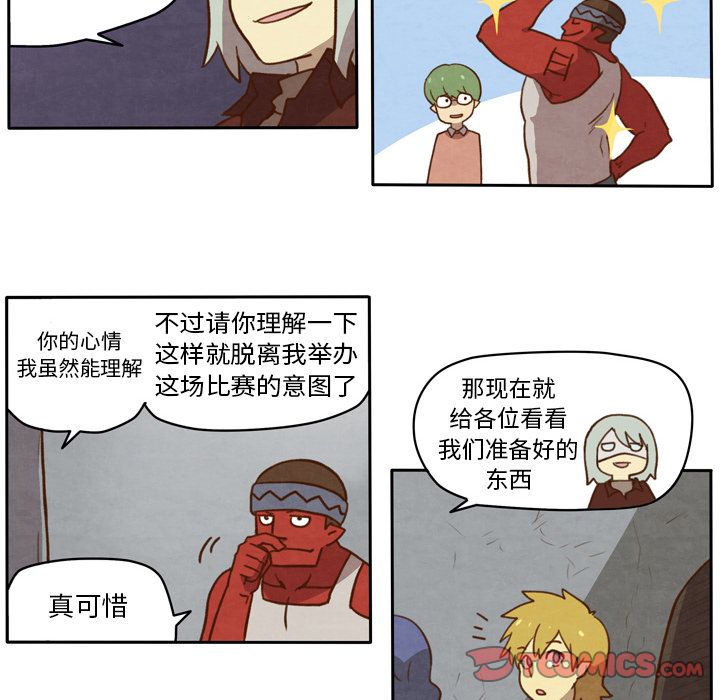 你的心情
我虽然能理解
不过请你理解一下
这样就脱离我举办
这场比赛的意图了
真可惜
那现在就
给各位看看
我们准备好的
东西
DTCOMICS.COM